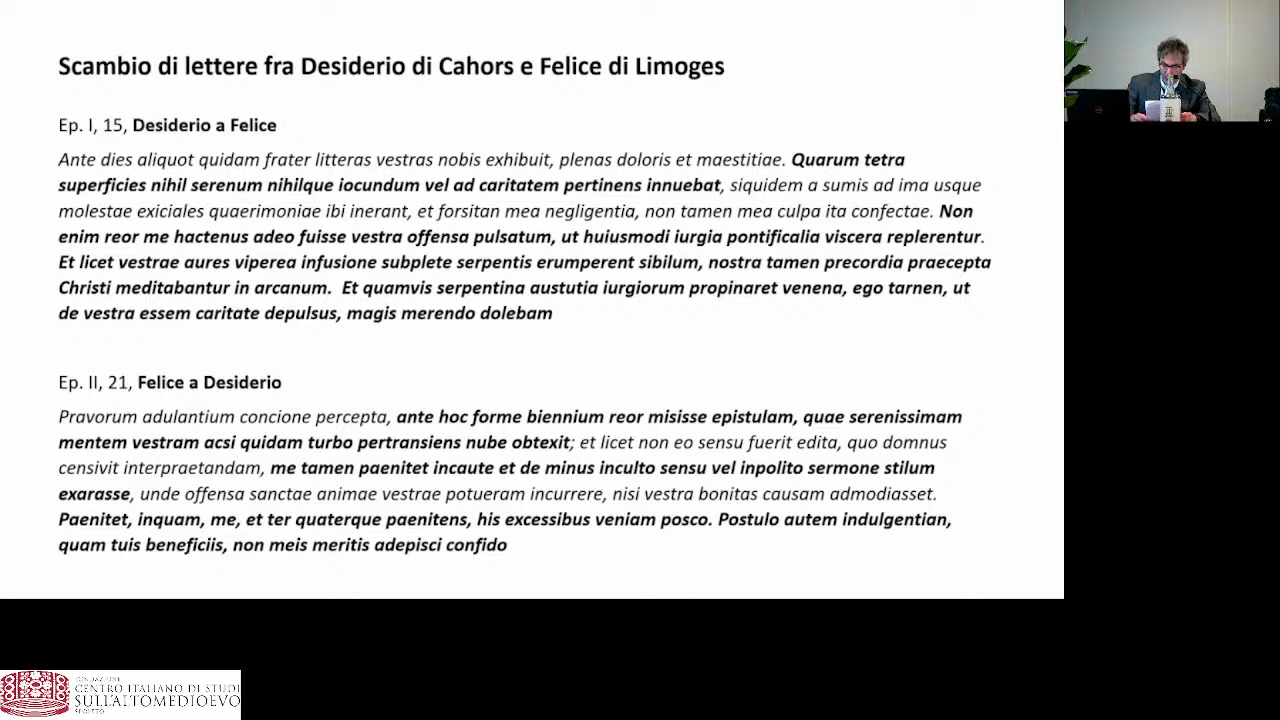 Scambio di lettere fra Desiderio di Cahors e Felice di Limoges
Ep. I, 15, Desiderio a Felice
Ante dies aliquot quidam frater litteras vestras nobis exhibuit, plenas doloris et maestitiae. Quarum tetra
superficies nihil serenum nihilque iocundum vel ad caritatem pertinens innuebat, siquidem a sumis ad ima usque
molestae exiciales quaerimoniae ibi inerant, et forsitan mea negligentia, non tamen mea culpa ita confectae. Non
enim reor me hactenus adeo fuisse vestra offensa pulsatum, ut huiusmodi iurgia pontificalia viscera replerentur.
Et licet vestrae aures viperea infusione subplete serpentis erumperent sibilum, nostra tamen precordia praecepta
Christi meditabantur in arcanum. Et quamvis serpentina austutia iurgiorum propinaret venena, ego tarnen, ut
de vestra essem caritate depulsus, magis merendo dolebam
Ep. II, 21, Felice a Desiderio
Pravorum adulantium concione percepta, ante hoc forme biennium reor misisse epistulam, quae serenissimam
mentem vestram acsi quidam turbo pertransiens nube obtexit; et licet non eo sensu fuerit edita, quo domnus
censivit interpraetandam, me tamen paenitet incaute et de minus inculto sensu vel inpolito sermone stilum
exarasse, unde offensa sanctae animae vestrae potueram incurrere, nisi vestra bonitas causam admodiasset.
Paenitet, inquam, me, et ter quaterque paenitens, his excessibus veniam posco. Postulo autem indulgentian,
quam tuis beneficiis, non meis meritis adepisci confido
FONDAZIONE
CENTRO ITALIANO DI STUDI
SULL'ALTOMEDIOEVO
SPOLETO